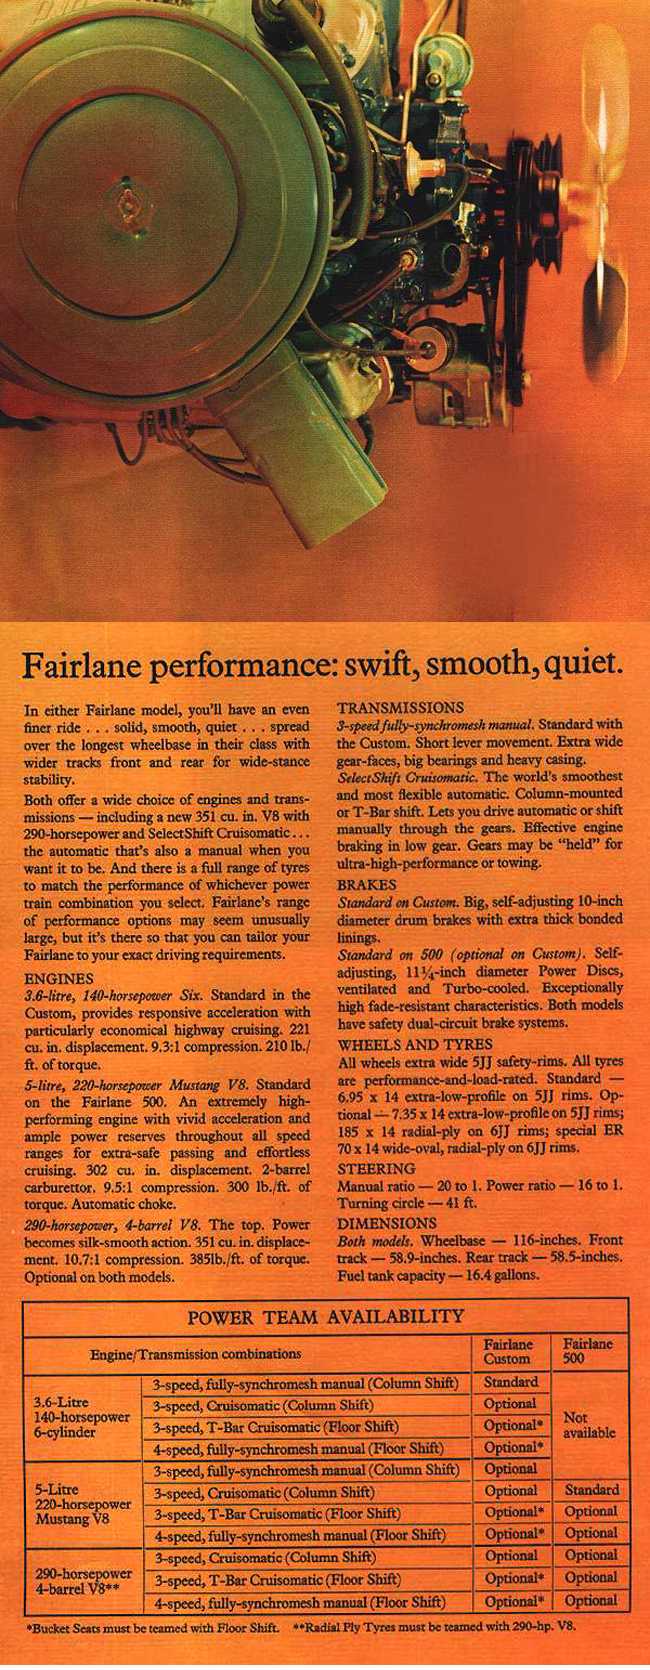 Fairlane performance: swift, smooth, quiet.
In either Fairlane model, you'll have an even
finer ride . . . solid, smooth, quiet . . . spread
over the longest wheelbase in their class with
wider tracks front and rear for wide-stance
stability.
Both offer a wide choice of engines and trans-
missions — including a new 351 cu. in. V8 with
290-horsepower and SelectShift Cruisomatic . . .
the automatic that's also a manual when you
want it to be. And there is a full range of tyres
to match the performance of whichever power
train combination you select. Fairlane's range
of performance options may seem unusually
large, but it's there so that you can tailor your
Fairlane to your exact driving requirements.
ENGINES
3.6-litre, 140-horsepower Six. Standard in the
Custom, provides responsive acceleration with
particularly economical highway cruising. 221
cu. in. displacement. 9.3:1 compression. 210 lb./
ft. of torque.
5-litre, 220-horsepower Mustang V8. Standard
on the Fairlane 500. An extremely high-
performing engine with vivid acceleration and
ample power reserves throughout all speed
ranges for extra-safe passing and effortless
cruising. 302 cu. in. displacement. 2-barrel
carburettor. 9.5:1 compression. 300 lb./ft. of
torque. Automatic choke.
290-horsepower, 4-barrel V8. The top. Power
becomes silk-smooth action. 351 cu. in. displace-
ment. 10.7:1 compression. 385lb./ft. of torque.
Optional on both models.
TRANSMISSIONS
3-speed fully-synchromesh manual. Standard with
the Custom. Short lever movement. Extra wide
gear-faces, big bearings and heavy casing.
SelectShift Cruisomatic. The world's smoothest
and most flexible automatic. Column-mounted
or T-Bar shift. Lets you drive automatic or shift
manually through the gears. Effective engine
braking in low gear. Gears may be "held" for
ultra-high-performance or towing.
BRAKES
Standard on Custom. Big, self-adjusting 10-inch
diameter drum brakes with extra thick bonded
linings.
Standard on 500 (optional on Custom). Self-
adjusting, 11¼-inch diameter Power Discs,
ventilated and Turbo-cooled. Exceptionally
high fade-resistant characteristics. Both models
have safety dual-circuit brake systems.
WHEELS AND TYRES
All wheels extra wide 5JJ safety-rims. All tyres
are performance-and-load-rated. Standard —
6.95 x 14 extra-low-profile on 5JJ rims. Op-
tional — 7.35 x 14 extra-low-profile on 5JJ rims;
185 x 14 radial-ply on 6JJ rims; special ER
70 x 14 wide-oval, radial-ply on 6JJ rims.
STEERING
Manual ratio — 20 to 1. Power ratio — 16 to 1.
Turning circle — 41 ft.
DIMENSIONS
Both models. Wheelbase — 116-inches. Front
track — 58.9-inches. Rear track — 58.5-inches.
Fuel tank capacity — 16.4 gallons.
POWER TEAM AVAILABILITY
Engine/Transmission combinations
Fairlane
Custom
Fairlane
500
3.6-Litre
140-horsepower
6-cylinder
3-speed, fully-synchromesh manual (Column Shift) Standard
3-speed, Cruisomatic (Column Shift) Optional
3-speed, T-Bar Cruisomatic (Floor Shift) Optional*
4-speed, fully-synchromesh manual (Floor Shift) Optional*
Not
available
5-Litre
220-horsepower
Mustang V8
3-speed, fully-synchromesh manual (Column Shift) Optional
3-speed, Cruisomatic (Column Shift) Optional Standard
3-speed, T-Bar Cruisomatic (Floor Shift) Optional* Optional
4-speed, fully-synchromesh manual (Floor Shift) Optional* Optional
290-horsepower
4-barrel V8**
3-speed, Cruisomatic (Column Shift) Optional Optional
3-speed, T-Bar Cruisomatic (Floor Shift) Optional* Optional
4-speed, fully-synchromesh manual (Floor Shift) Optional* Optional
*Bucket Seats must be teamed with Floor Shift. **Radial Ply Tyres must be teamed with 290-hp. V8.